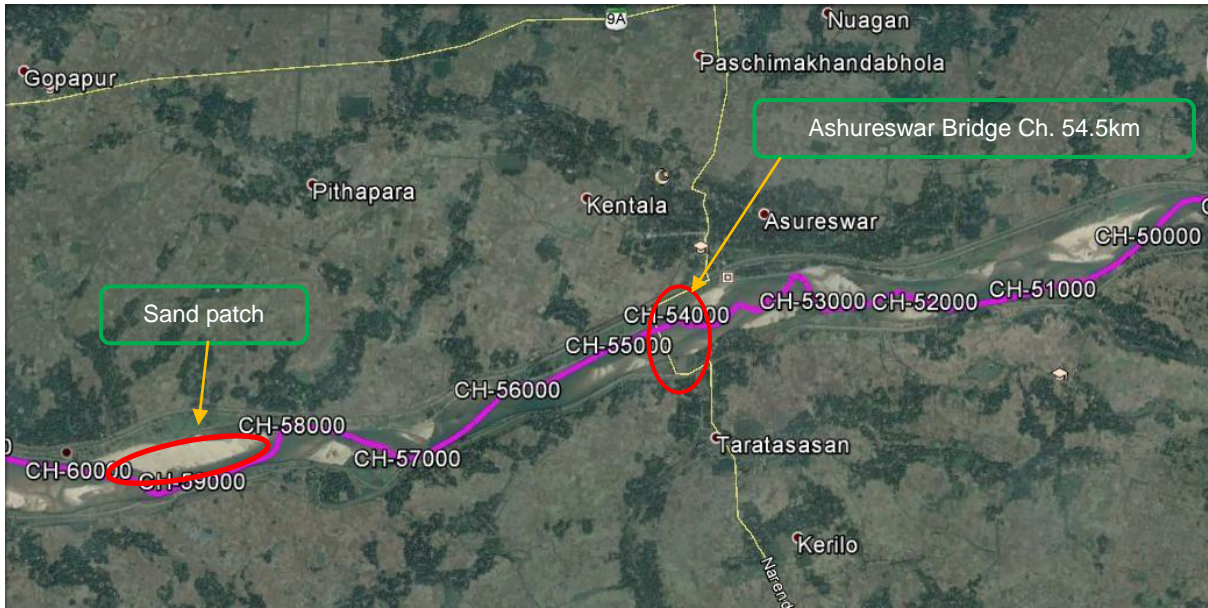 9A
Nuagan
Gopapur
Paschimakhandabhola
Ashureswar Bridge Ch. 54.5km
Pithapara
Kentala
Asureswar
CH-50000
CH-51000
CH-52000
CH-53000
Sand patch
CH-54000
CH-55000
CH-56000
CH-58000
CH-57000
Taratasasan
CH-60000
CH-59000
Kerilo
Narend